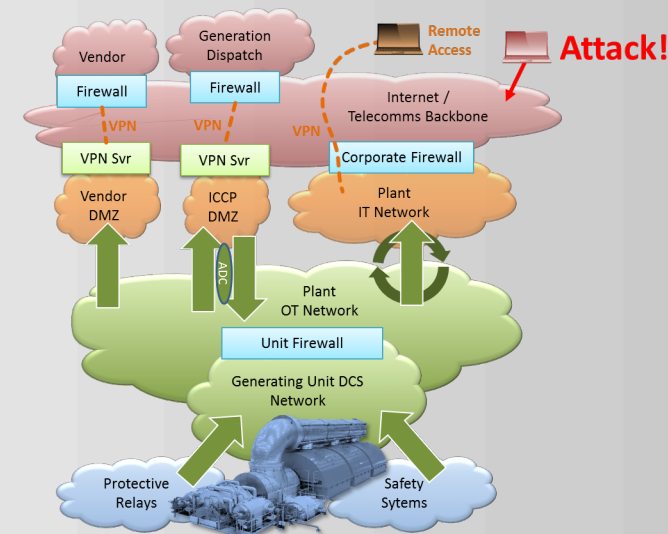 Vendor
Generation
Dispatch
Remote
Access
Attack!
Firewall
Firewall
Internet /
Telecomms Backbone
VPN
VPN
VPN
VPN Svr
VPN Svr
Corporate Firewall
Vendor
DMZ
ICCP
DMZ
Plant
IT Network
ADC
Plant
OT Network
Unit Firewall
Generating Unit DCS
Network
Protective
Relays
Safety
Sytems